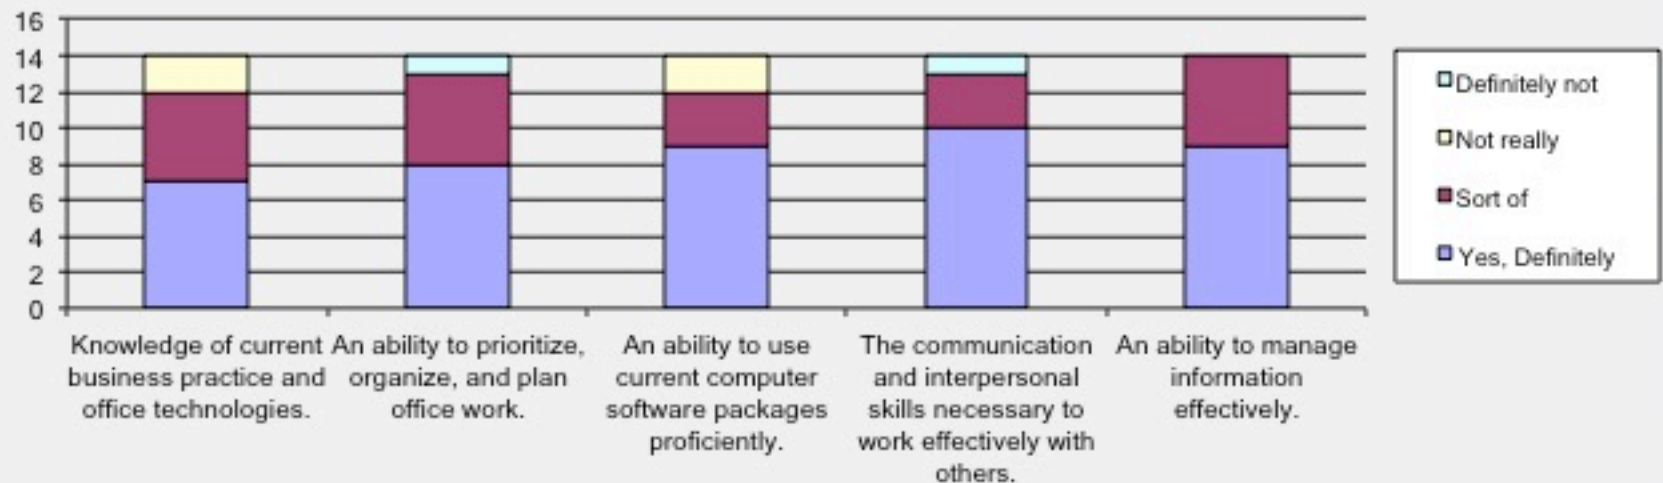 16
14
12
10
8
6
4
2
0
Knowledge of current
business practice and
office technologies.
An ability to prioritize,
organize, and plan
office work.
An ability to use
current computer
software packages
proficiently.
The communication
and interpersonal
skills necessary to
work effectively with
others.
An ability to manage
information
effectively.
Definitely not
Not really
Sort of
Yes, Definitely